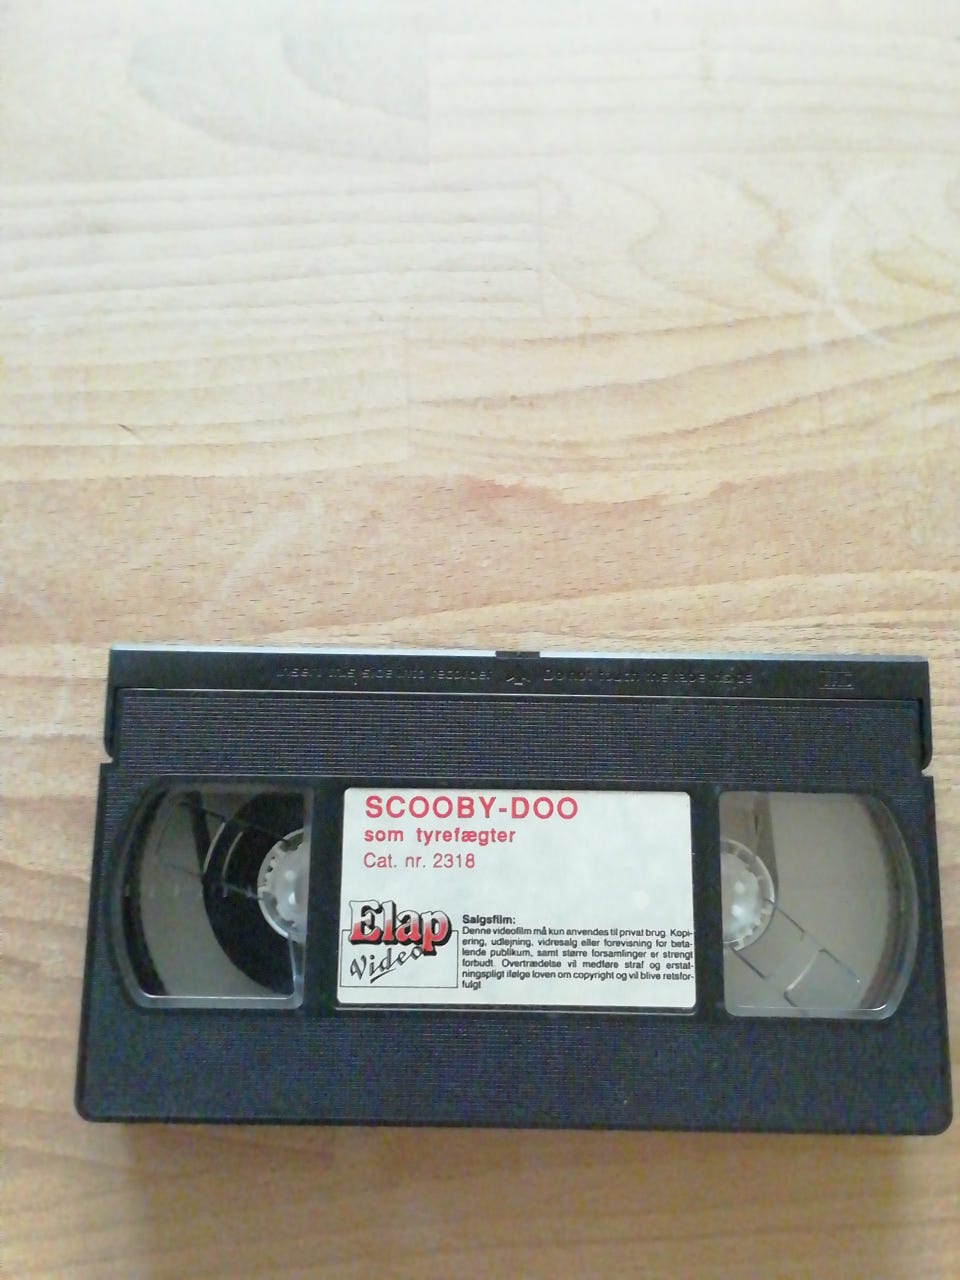 Insert this side into recorder Do not touch the tape inside
SCOOBY-DOO
som tyrefægter
Cat. nr. 2318
Elap
Video
Salgsfilm:
Denne videofilm må kun anvendes til privat brug. Kopi-
ering, udlejning, vidresalg eller forevisning for beta-
lende publikum, samt større forsamlinger er strengt
forbudt. Overtrædelse vil medføre straf og erstat-
ningspligt ifølge loven om copyright og vil blive retsfor-
fulgt